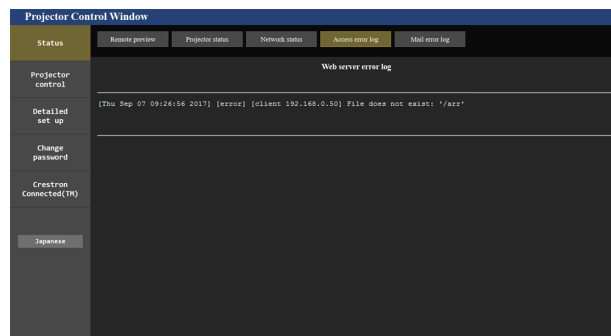 Projector Control Window
Status
Remote preview
Projector status
Network status
Access error log
Mail error log
Web server error log
[Thu Sep 07 09:26:56 2017] [error] [client 192.168.0.50] File does not exist: '/arr'
Projector
control
Detailed
set up
Change
password
Crestron
Connected(TM)
Japanese